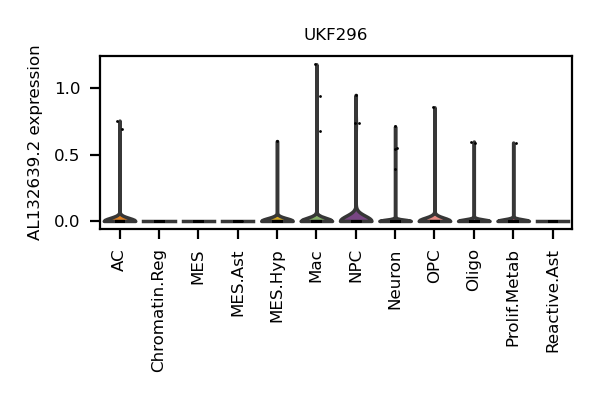 UKF296
AL132639.2 expression
1.0
0.5
0.0
AC
Chromatin.Reg
MES
MES.Ast
MES.Hyp
Mac
NPC
Neuron
OPC
Oligo
Prolif.Metab
Reactive.Ast